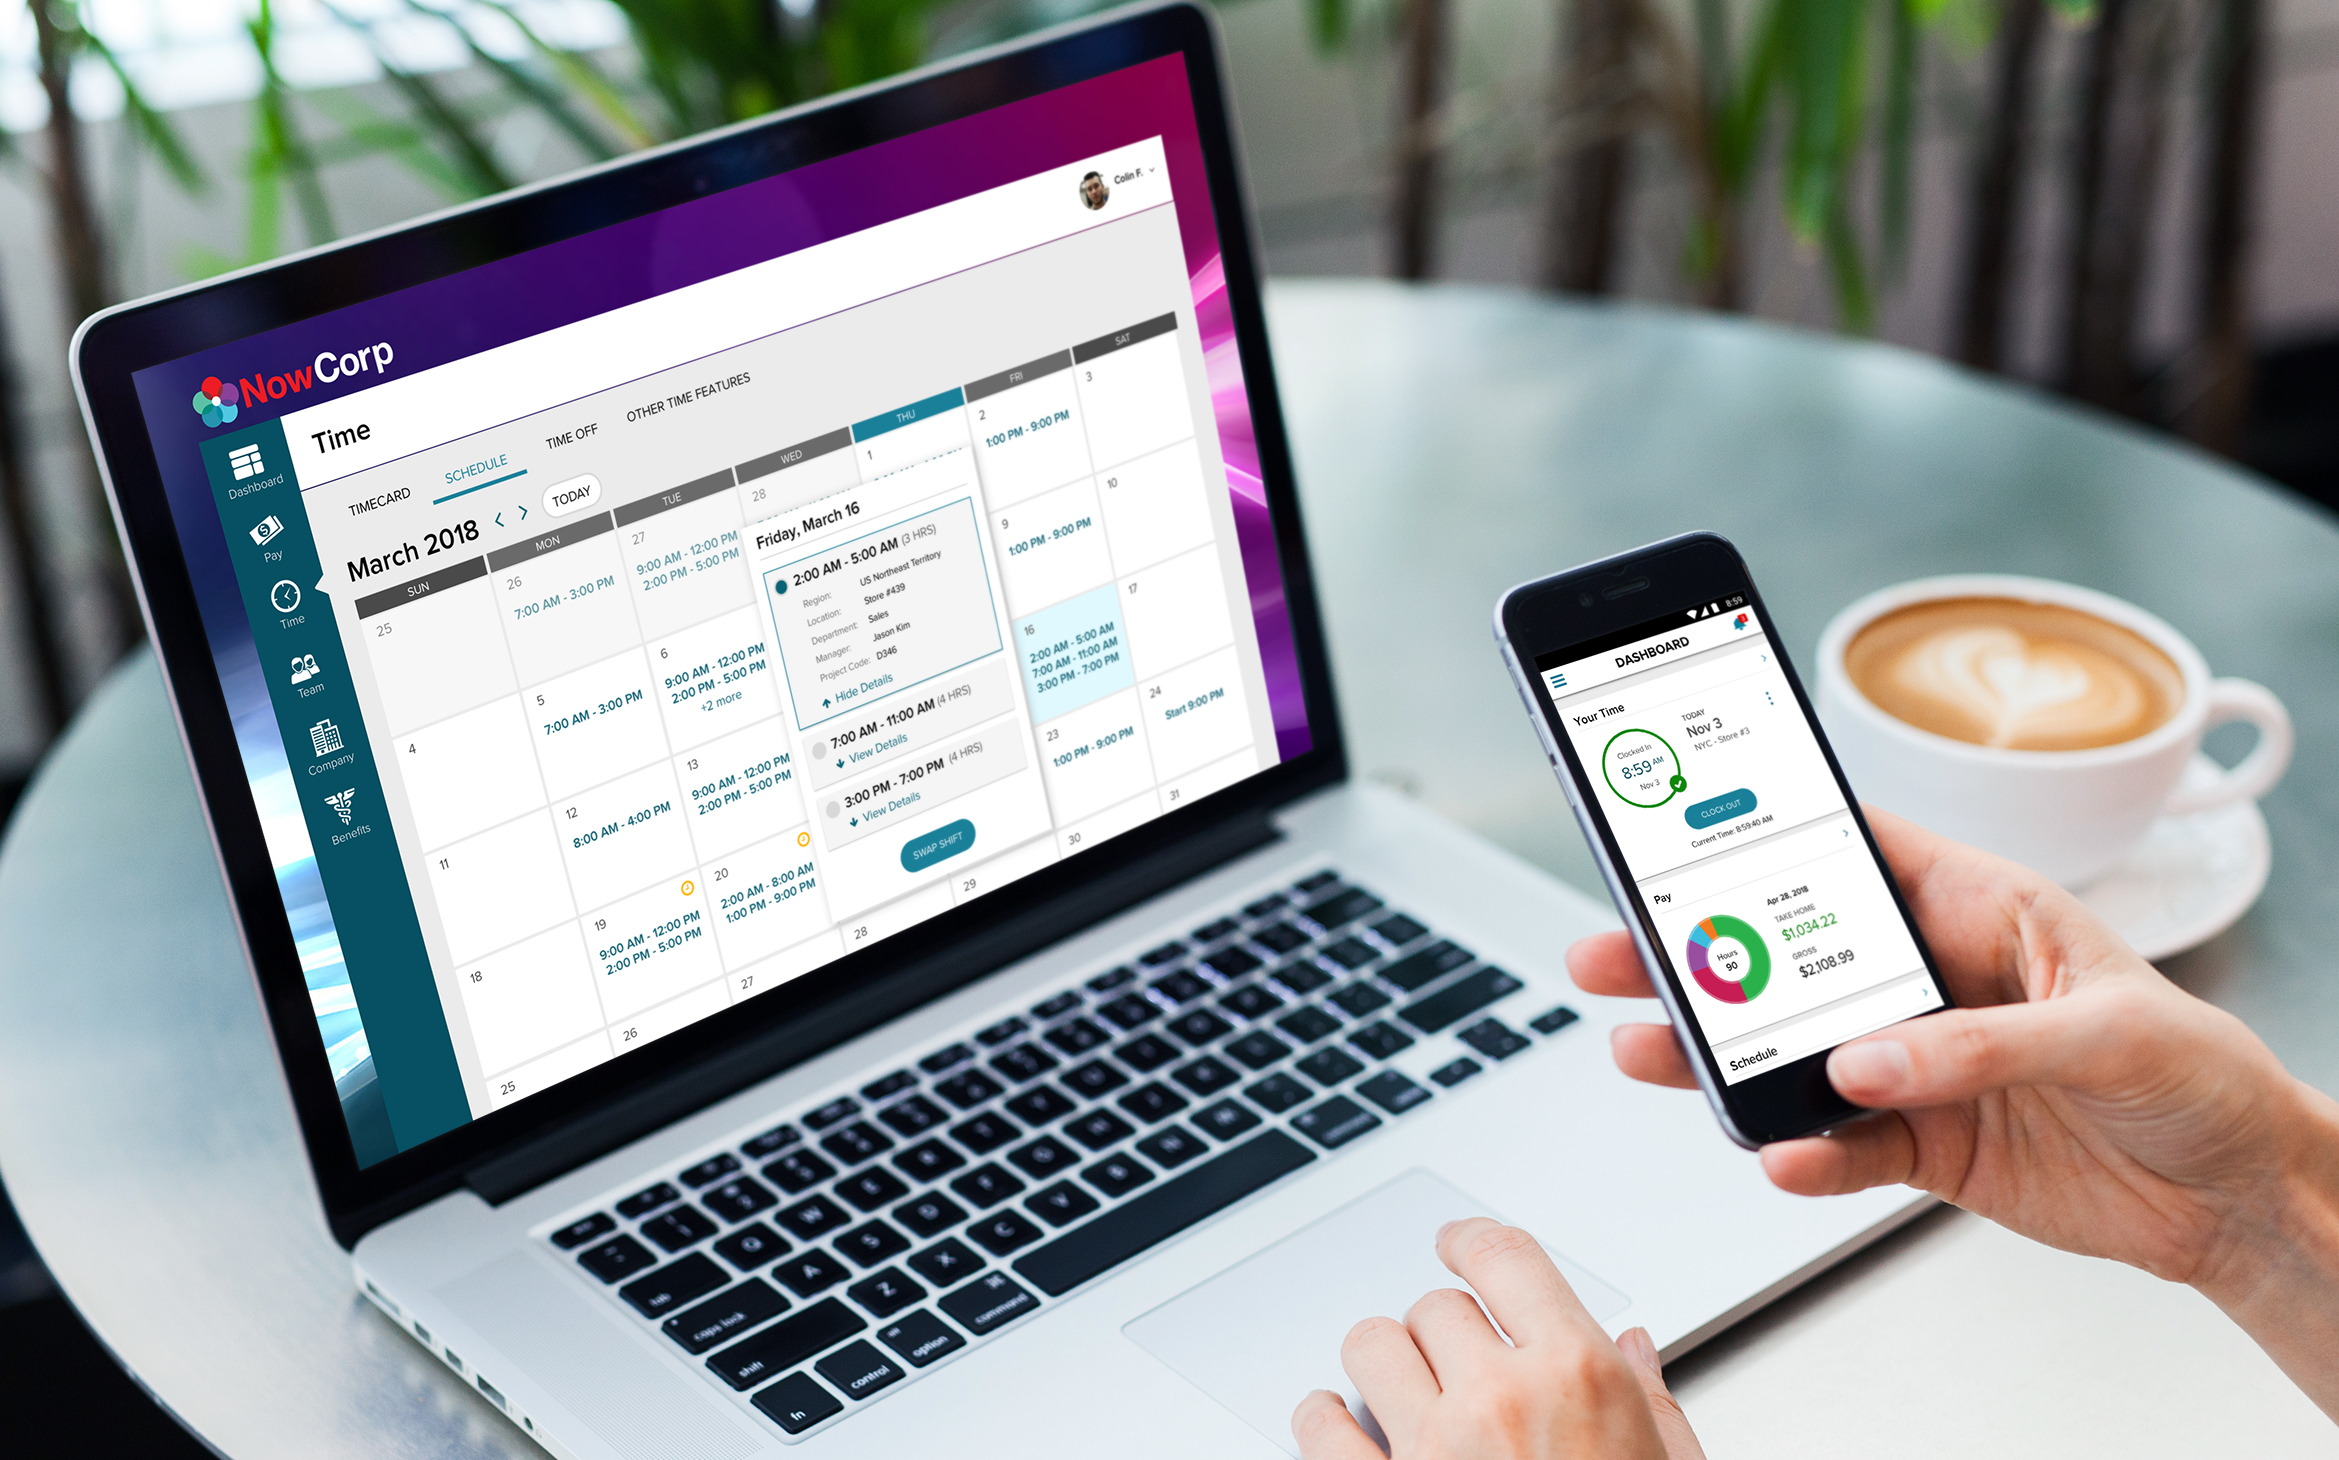 NowCorp
Colin F.
Time
Dashboard
Pay
Time
Team
Company
Benefits
TIMECARD
SCHEDULE
TIME OFF
OTHER TIME FEATURES
March 2018
TODAY
SUN
MON
TUE
WED
THU
FRI
SAT
25
26
7:00 AM - 3:00 PM
27
9:00 AM - 12:00 PM
2:00 PM - 5:00 PM
28
1
2
1:00 PM - 9:00 PM
3
4
5
7:00 AM - 3:00 PM
6
9:00 AM - 12:00 PM
2:00 PM - 5:00 PM
+2 more
9
1:00 PM - 9:00 PM
10
11
12
8:00 AM - 4:00 PM
13
9:00 AM - 12:00 PM
2:00 PM - 5:00 PM
16
2:00 AM - 5:00 AM
7:00 AM - 11:00 AM
3:00 PM - 7:00 PM
17
18
19
9:00 AM - 12:00 PM
2:00 PM - 5:00 PM
20
2:00 AM - 8:00 AM
1:00 PM - 9:00 PM
23
1:00 PM - 9:00 PM
24
Start 9:00 PM
25
26
27
28
29
30
31
Friday, March 16
2:00 AM - 5:00 AM (3 HRS)
Region: US Northeast Territory
Location: Store #439
Department: Sales
Manager: Jason Kim
Project Code: D346
Hide Details
7:00 AM - 11:00 AM (4 HRS)
View Details
3:00 PM - 7:00 PM (4 HRS)
View Details
SWAP SHIFT
8:59
DASHBOARD
Your Time
Clocked In
8:59 AM
Nov 3
TODAY
Nov 3
NYC - Store #3
CLOCK OUT
Current Time: 8:59:40 AM
Pay
Apr 28, 2018
Hours
90
TAKE HOME
$1,034.22
GROSS
$2,108.99
Schedule
tab
caps lock
shift
fn
control
option
command
Q
W
A
S
D
Z
X
C
V
B